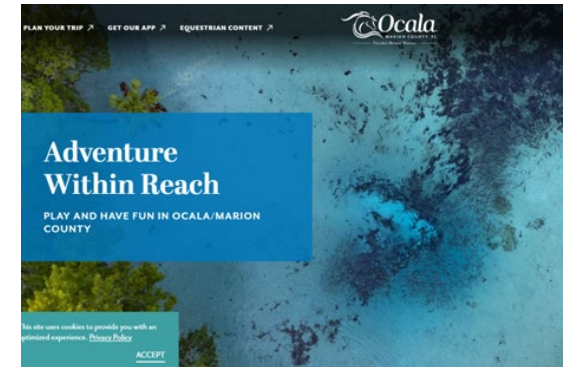 PLAN YOUR TRIP ↗ GET OUR APP ↗ EQUESTRIAN CONTENT ↗
Ocala
MARION COUNTY, FL
Adventure
Within Reach
PLAY AND HAVE FUN IN OCALA/MARION
COUNTY
This site uses cookies to provide you with an
optimized experience. Privacy Policy
ACCEPT